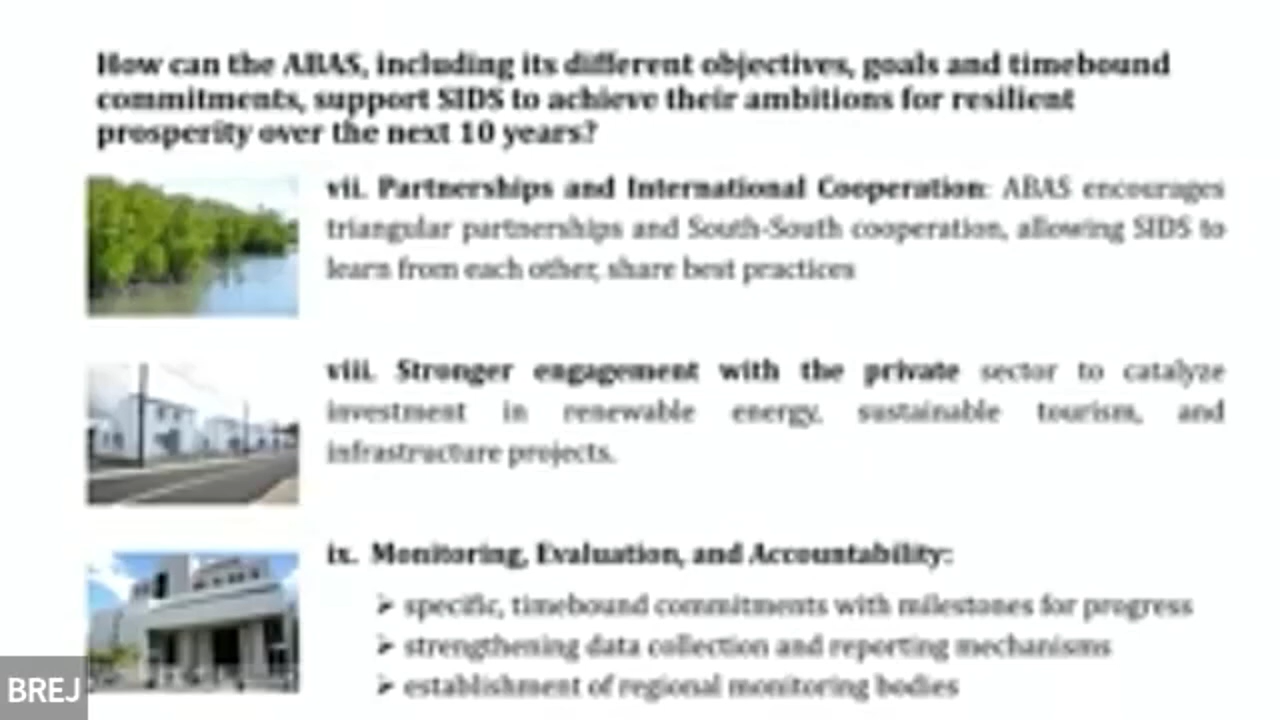 How can the ABAS, including its different objectives, goals and timebound
commitments, support SIDS to achieve their ambitions for resilient
prosperity over the next 10 years?
vii. Partnerships and International Cooperation: ABAS encourages
triangular partnerships and South-South cooperation, allowing SIDS to
learn from each other, share best practices
viii. Stronger engagement with the private sector to catalyze
investment in renewable energy, sustainable tourism, and
infrastructure projects.
ix. Monitoring, Evaluation, and Accountability:
➢ specific, timebound commitments with milestones for progress
➢ strengthening data collection and reporting mechanisms
➢ establishment of regional monitoring bodies
BREJ